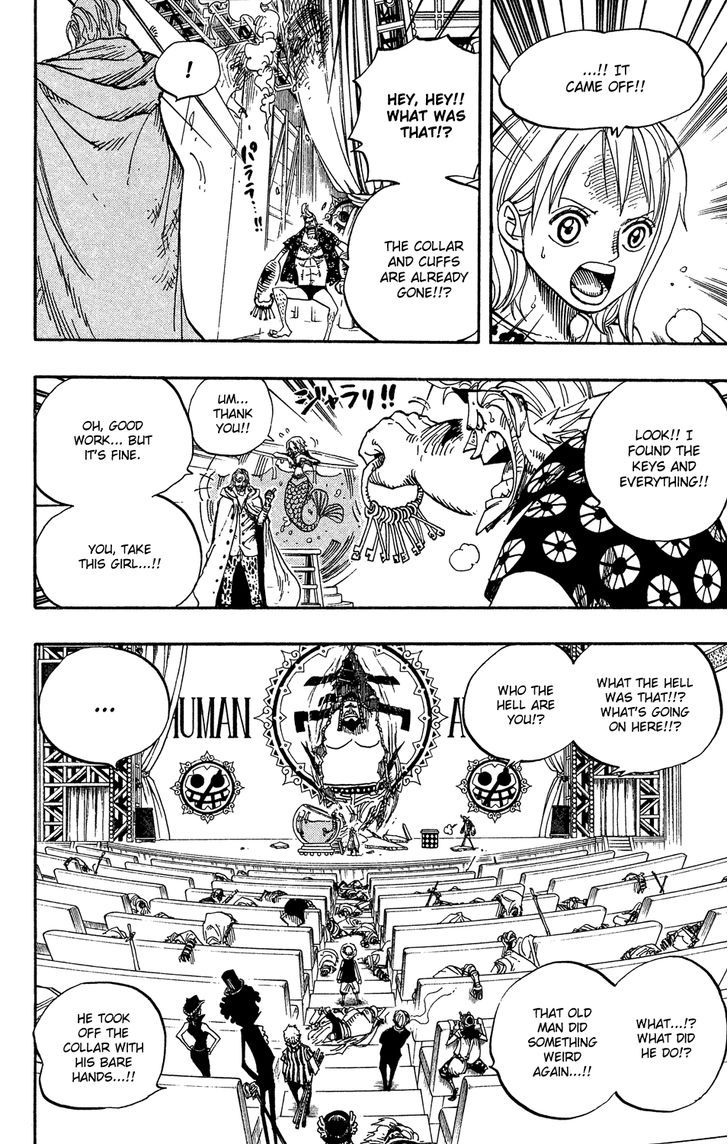 ...!! IT
CAME OFF!!
HEY, HEY!!
WHAT WAS
THAT!?
!
THE COLLAR
AND CUFFS
ARE ALREADY
GONE!!?
パラララ...
LOOK!! I
FOUND
THE KEYS
AND
EVERYTHING!!
ジャラリ!!
UM...
THANK
YOU!!
OH, GOOD
WORK... BUT
IT'S FINE.
YOU, TAKE
THIS GIRL...!!
WHAT THE HELL
WAS THAT!!?
WHAT'S GOING
ON HERE!!?
WHO THE
HELL ARE
YOU!?
...
HUMAN
A
WHAT...!?
WHAT DID
HE DO!?
THAT OLD
MAN DID
SOMETHING
WEIRD
AGAIN...!!
HE TOOK
OFF THE
COLLAR WITH
HIS BARE
HANDS...!!